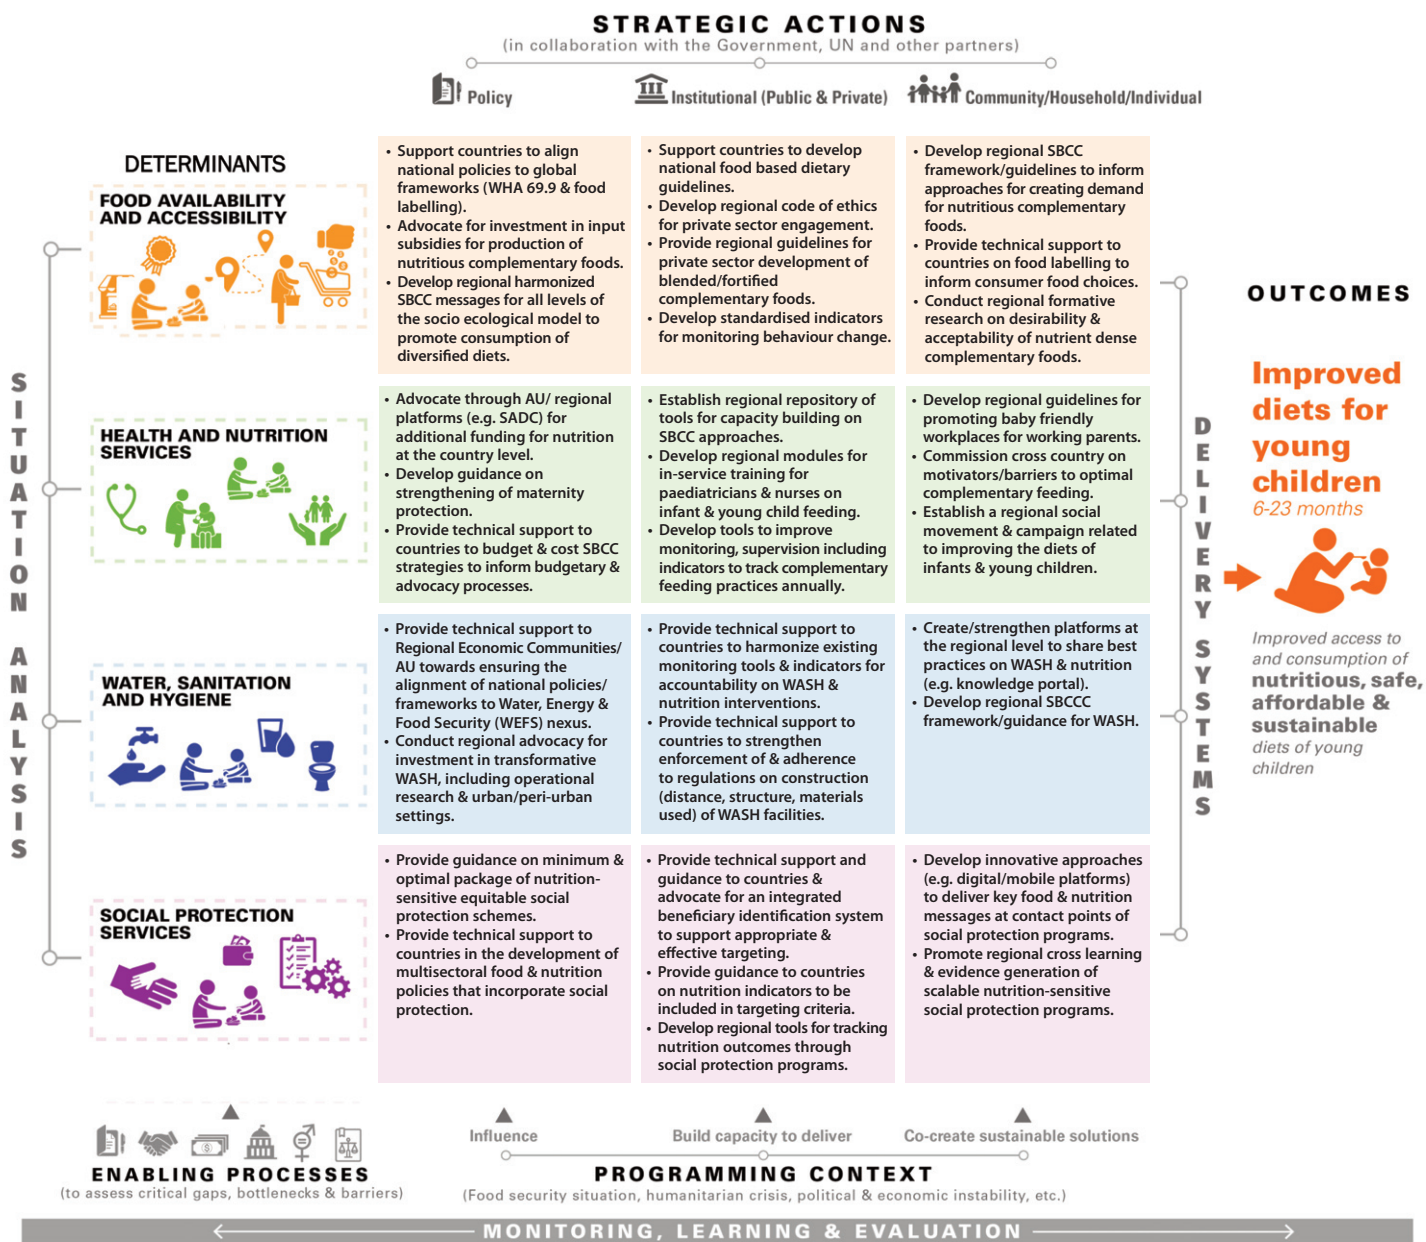 STRATEGIC ACTIONS
(in collaboration with the Government, UN and other partners)
Policy
Institutional (Public & Private)
Community/Household/Individual
DETERMINANTS
SITUATION ANALYSIS
FOOD AVAILABILITY
AND ACCESSIBILITY
• Support countries to align
national policies to global
frameworks (WHA 69.9 & food
labelling).
• Advocate for investment in input
subsidies for production of
nutritious complementary foods.
• Develop regional harmonized
SBCC messages for all levels of
the socio ecological model to
promote consumption of
diversified diets.
• Support countries to develop
national food based dietary
guidelines.
• Develop regional code of ethics
for private sector engagement.
• Provide regional guidelines for
private sector development of
blended/fortified
complementary foods.
• Develop standardised indicators
for monitoring behaviour change.
• Develop regional SBCC
framework/guidelines to inform
approaches for creating demand
for nutritious complementary
foods.
• Provide technical support to
countries on food labelling to
inform consumer food choices.
• Conduct regional formative
research on desirability &
acceptability of nutrient dense
complementary foods.
HEALTH AND NUTRITION
SERVICES
• Advocate through AU/ regional
platforms (e.g. SADC) for
additional funding for nutrition
at the country level.
• Develop guidance on
strengthening of maternity
protection.
• Provide technical support to
countries to budget & cost SBCC
strategies to inform budgetary &
advocacy processes.
• Establish regional repository of
tools for capacity building on
SBCC approaches.
• Develop regional modules for
in-service training for
paediatricians & nurses on
infant & young child feeding.
• Develop tools to improve
monitoring, supervision including
indicators to track complementary
feeding practices annually.
• Develop regional guidelines for
promoting baby friendly
workplaces for working parents.
• Commission cross country on
motivators/barriers to optimal
complementary feeding.
• Establish a regional social
movement & campaign related
to improving the diets of
infants & young children.
WATER, SANITATION
AND HYGIENE
• Provide technical support to
Regional Economic Communities/
AU towards ensuring the
alignment of national policies/
frameworks to Water, Energy &
Food Security (WEFS) nexus.
• Conduct regional advocacy for
investment in transformative
WASH, including operational
research & urban/peri-urban
settings.
• Provide technical support to
countries to harmonize existing
monitoring tools & indicators for
accountability on WASH &
nutrition interventions.
• Provide technical support to
countries to strengthen
enforcement of & adherence
to regulations on construction
(distance, structure, materials
used) of WASH facilities.
• Create/strengthen platforms at
the regional level to share best
practices on WASH & nutrition
(e.g. knowledge portal).
• Develop regional SBCCC
framework/guidance for WASH.
SOCIAL PROTECTION
SERVICES
• Provide guidance on minimum &
optimal package of nutrition-
sensitive equitable social
protection schemes.
• Provide technical support to
countries in the development of
multisectoral food & nutrition
policies that incorporate social
protection.
• Provide technical support and
guidance to countries &
advocate for an integrated
beneficiary identification system
to support appropriate &
effective targeting.
• Provide guidance to countries
on nutrition indicators to be
included in targeting criteria.
• Develop regional tools for tracking
nutrition outcomes through
social protection programs.
• Develop innovative approaches
(e.g. digital/mobile platforms)
to deliver key food & nutrition
messages at contact points of
social protection programs.
• Promote regional cross learning
& evidence generation of
scalable nutrition-sensitive
social protection programs.
DELIVERY SYSTEMS
OUTCOMES
Improved
diets for
young
children
6-23 months
Improved access to
and consumption of
nutritious, safe,
affordable &
sustainable
diets of young
children
ENABLING PROCESSES
(to assess critical gaps, bottlenecks & barriers)
Influence
Build capacity to deliver
Co-create sustainable solutions
PROGRAMMING CONTEXT
(Food security situation, humanitarian crisis, political & economic instability, etc.)
MONITORING, LEARNING & EVALUATION